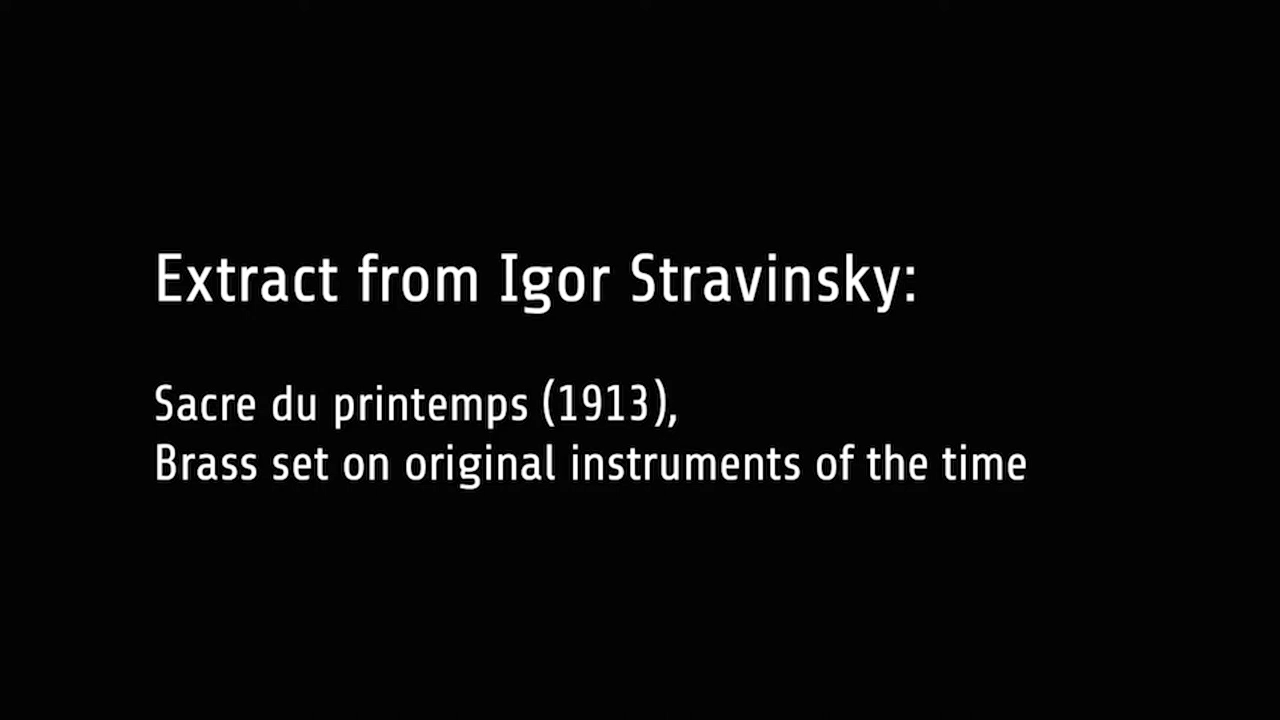 Extract from Igor Stravinsky:
Sacre du printemps (1913),
Brass set on original instruments of the time